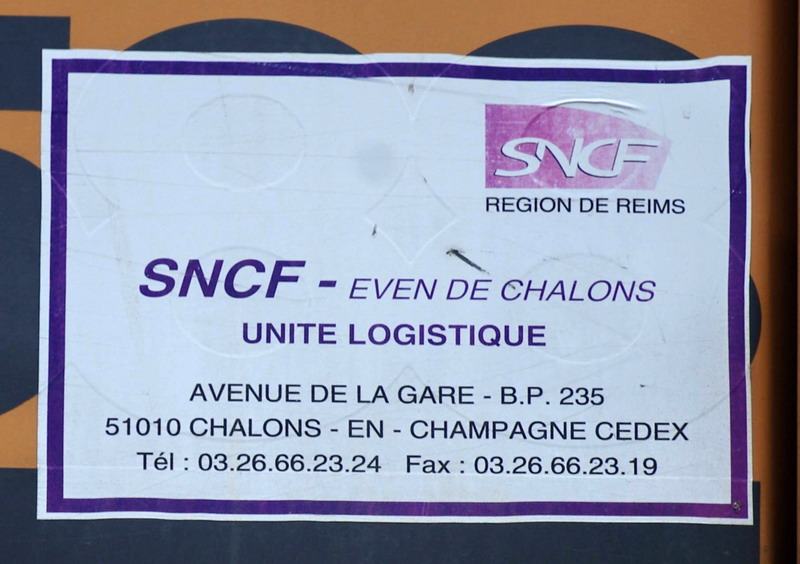 SNCF
REGION DE REIMS
SNCF - EVEN DE CHALONS
UNITE LOGISTIQUE
AVENUE DE LA GARE - B.P. 235
51010 CHALONS - EN - CHAMPAGNE CEDEX
Tél : 03.26.66.23.24 Fax : 03.26.66.23.19